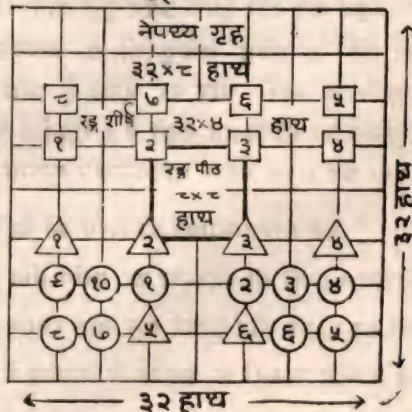 नेपथ्य गृह
३२×८ हाथ
८ ७ ६ ५
रङ्ग शीर्ष ३२×४ हाथ
१ २ ३ ४
रङ्ग पीठ
८×८
हाथ
१ २ ३ ४
९ १० १ २ ३ ४
८ ७ ५ ६ ६ ५
३२ हाथ
३२ हाथ